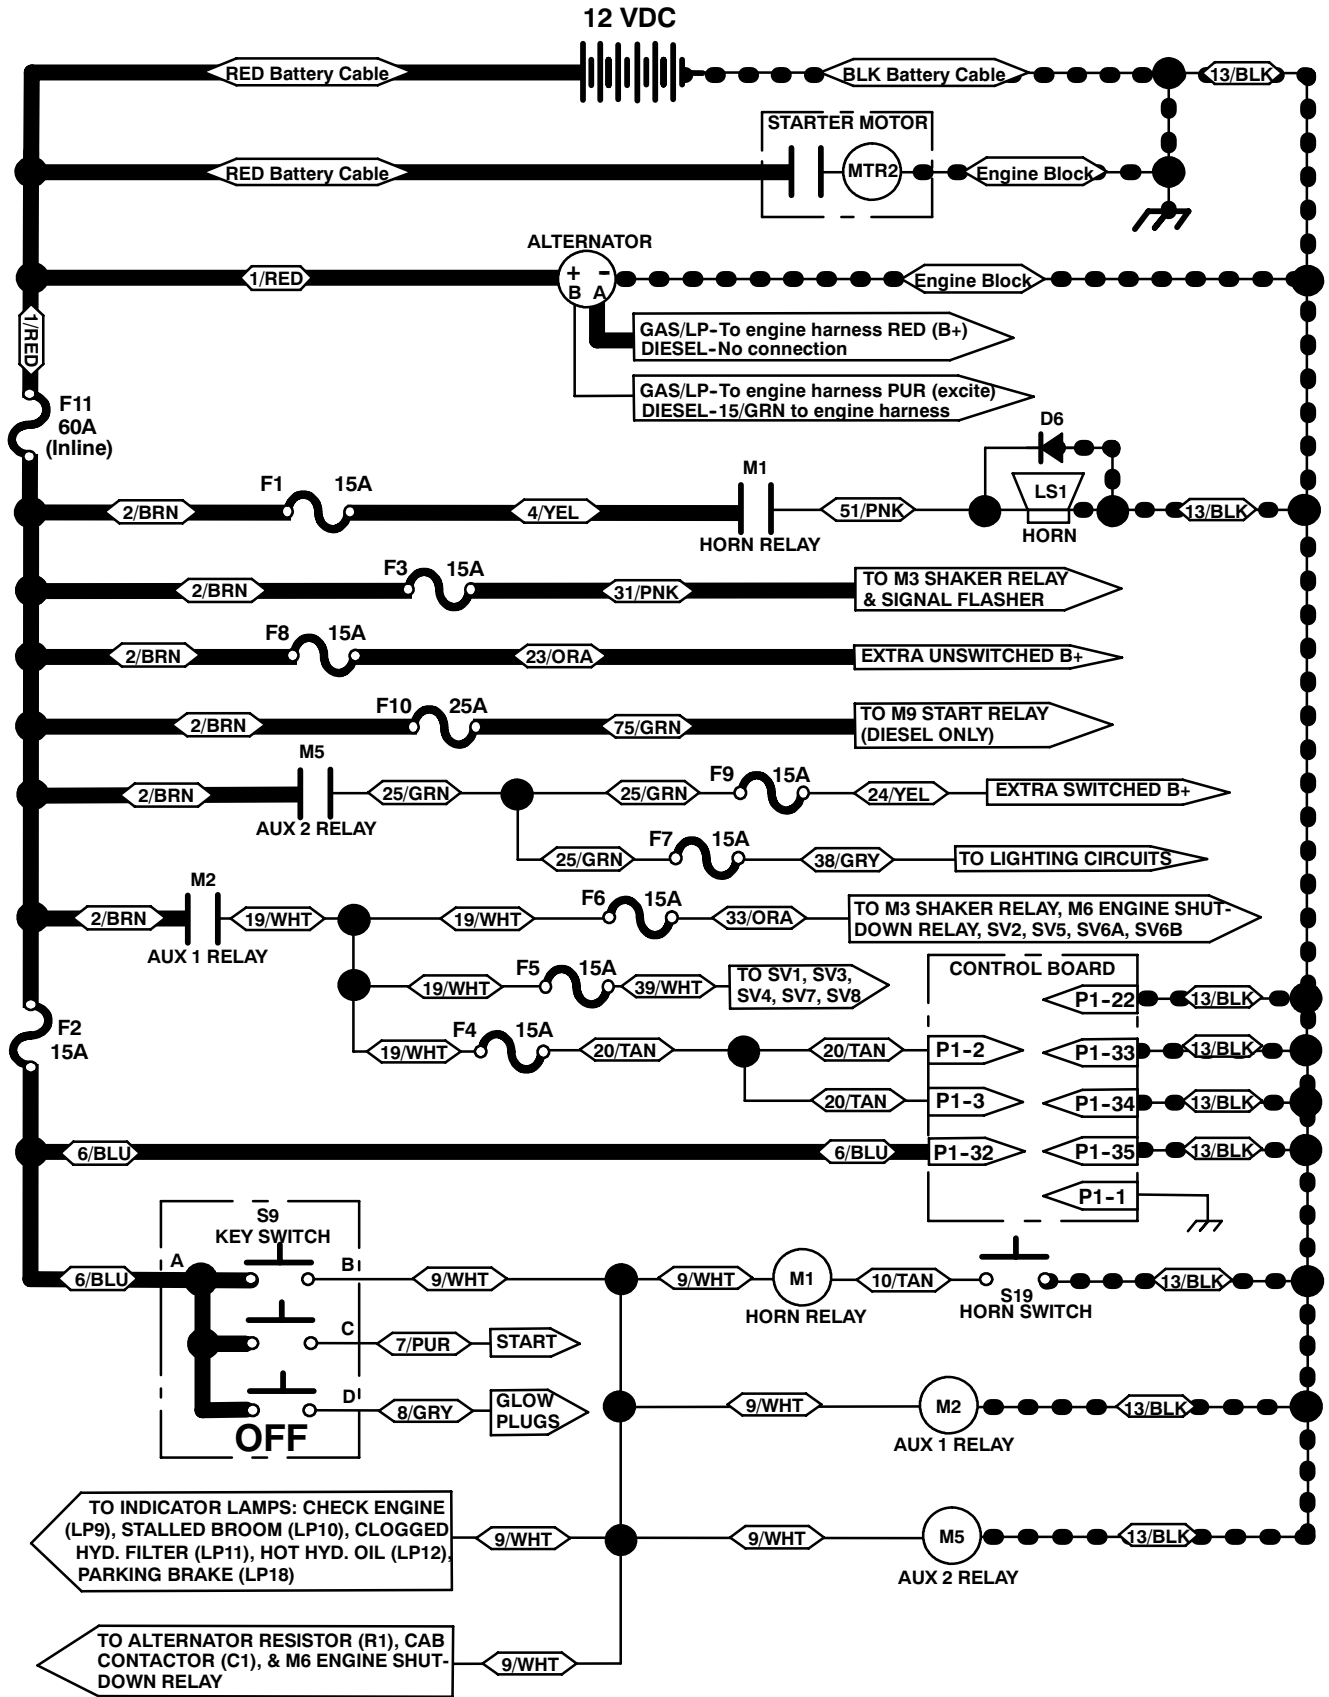 12 VDC
RED Battery Cable
BLK Battery Cable
13/BLK
STARTER MOTOR
RED Battery Cable
MTR2
Engine Block
ALTERNATOR
1/RED
+ -
B A
Engine Block
1/RED
GAS/LP-To engine harness RED (B+)
DIESEL-No connection
GAS/LP-To engine harness PUR (excite)
DIESEL-15/GRN to engine harness
F11
60A
(Inline)
D6
F1 15A
M1
LS1
2/BRN
4/YEL
51/PNK
13/BLK
HORN RELAY
HORN
F3 15A
2/BRN
31/PNK
TO M3 SHAKER RELAY
& SIGNAL FLASHER
F8 15A
2/BRN
23/ORA
EXTRA UNSWITCHED B+
F10 25A
2/BRN
75/GRN
TO M9 START RELAY
(DIESEL ONLY)
M5
2/BRN
25/GRN
25/GRN
F9 15A
24/YEL
EXTRA SWITCHED B+
AUX 2 RELAY
F7 15A
25/GRN
38/GRY
TO LIGHTING CIRCUITS
M2
2/BRN
19/WHT
19/WHT
F6 15A
33/ORA
TO M3 SHAKER RELAY, M6 ENGINE SHUT-
DOWN RELAY, SV2, SV5, SV6A, SV6B
AUX 1 RELAY
F5 15A
19/WHT
39/WHT
TO SV1, SV3,
SV4, SV7, SV8
CONTROL BOARD
P1-22
13/BLK
F2
15A
F4 15A
19/WHT
20/TAN
20/TAN
P1-2
P1-33
13/BLK
20/TAN
P1-3
P1-34
13/BLK
6/BLU
6/BLU
P1-32
P1-35
13/BLK
P1-1
S9
KEY SWITCH
6/BLU
A
B
9/WHT
9/WHT
M1
10/TAN
13/BLK
HORN RELAY
S19
HORN SWITCH
C
7/PUR
START
D
8/GRY
GLOW
PLUGS
OFF
9/WHT
M2
13/BLK
AUX 1 RELAY
TO INDICATOR LAMPS: CHECK ENGINE
(LP9), STALLED BROOM (LP10), CLOGGED
HYD. FILTER (LP11), HOT HYD. OIL (LP12),
PARKING BRAKE (LP18)
9/WHT
9/WHT
M5
13/BLK
AUX 2 RELAY
TO ALTERNATOR RESISTOR (R1), CAB
CONTACTOR (C1), & M6 ENGINE SHUT-
DOWN RELAY
9/WHT